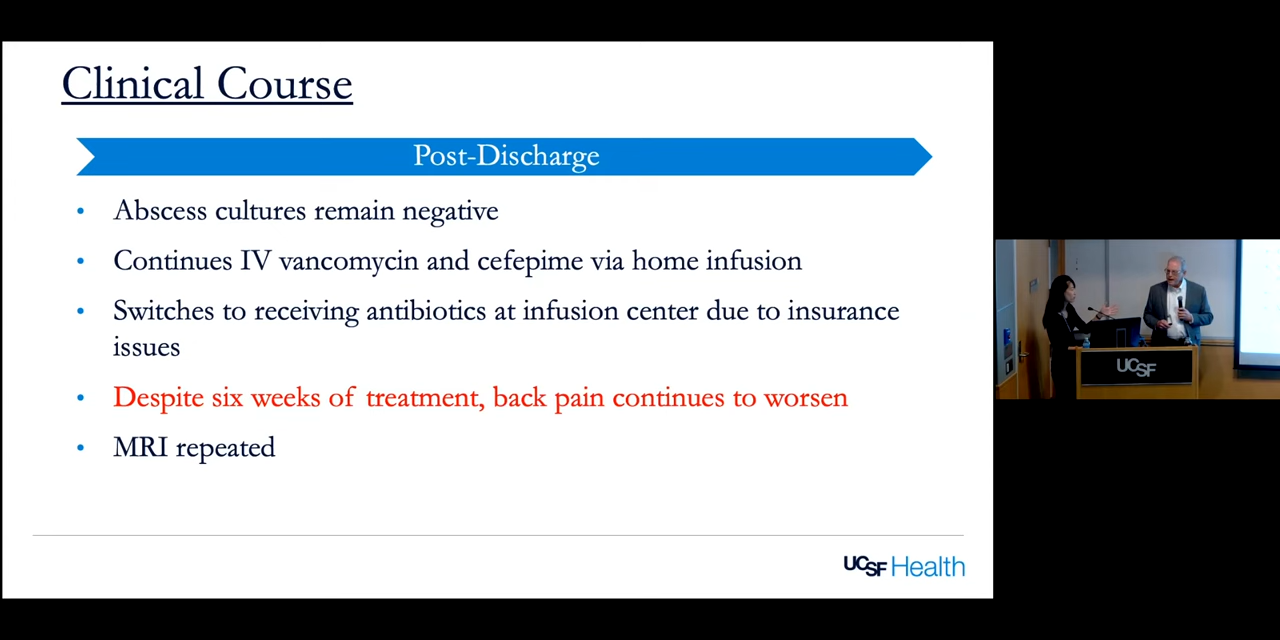 Clinical Course
Post-Discharge
• Abscess cultures remain negative
• Continues IV vancomycin and cefepime via home infusion
• Switches to receiving antibiotics at infusion center due to insurance
issues
• Despite six weeks of treatment, back pain continues to worsen
• MRI repeated
UCSF Health
UCSF